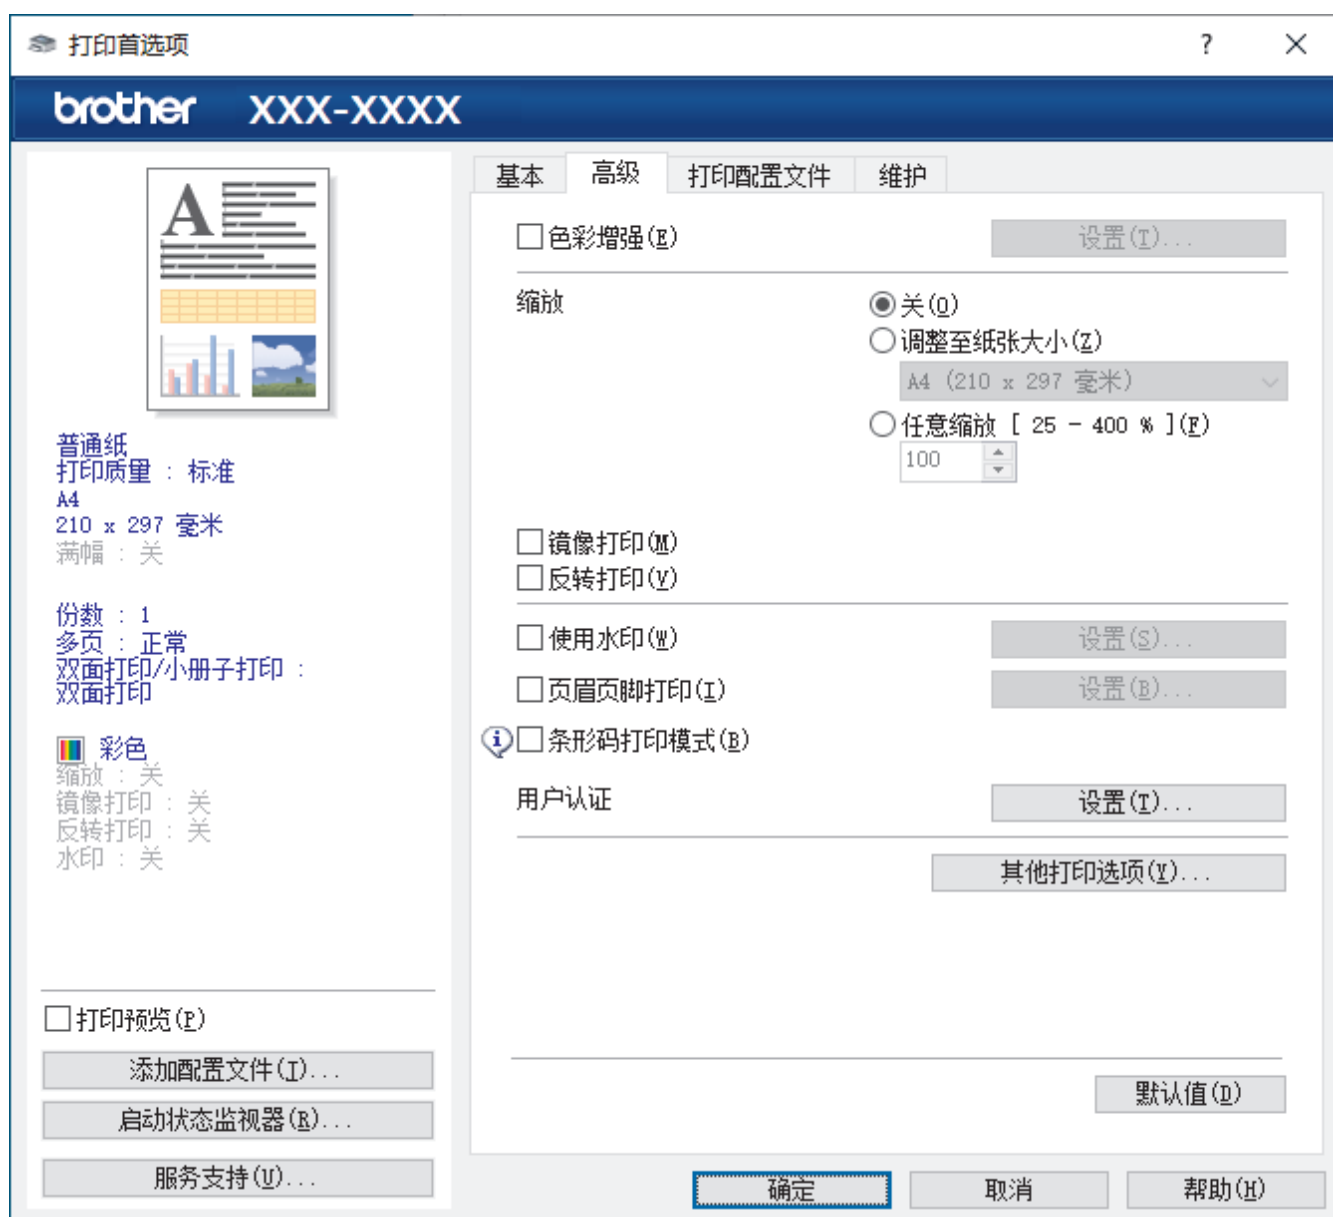 打印首选项
brother XXX-XXXX
A
普通纸
打印质量 : 标准
A4
210 x 297 毫米
满幅 : 关
份数 : 1
多页 : 正常
双面打印/小册子打印 :
双面打印
彩色
缩放 : 关
镜像打印 : 关
反转打印 : 关
水印 : 关
打印预览(P)
添加配置文件(I)...
启动状态监视器(R)...
服务支持(U)...
基本 高级 打印配置文件 维护
色彩增强(E) 设置(T)...
缩放 关(O)
调整至纸张大小(Z)
A4 (210 x 297 毫米)
任意缩放 [ 25 - 400 % ](F)
100
镜像打印(M)
反转打印(V)
使用水印(W) 设置(S)...
页眉页脚打印(I) 设置(B)...
条形码打印模式(B)
用户认证 设置(T)...
其他打印选项(Y)...
默认值(D)
确定 取消 帮助(H)